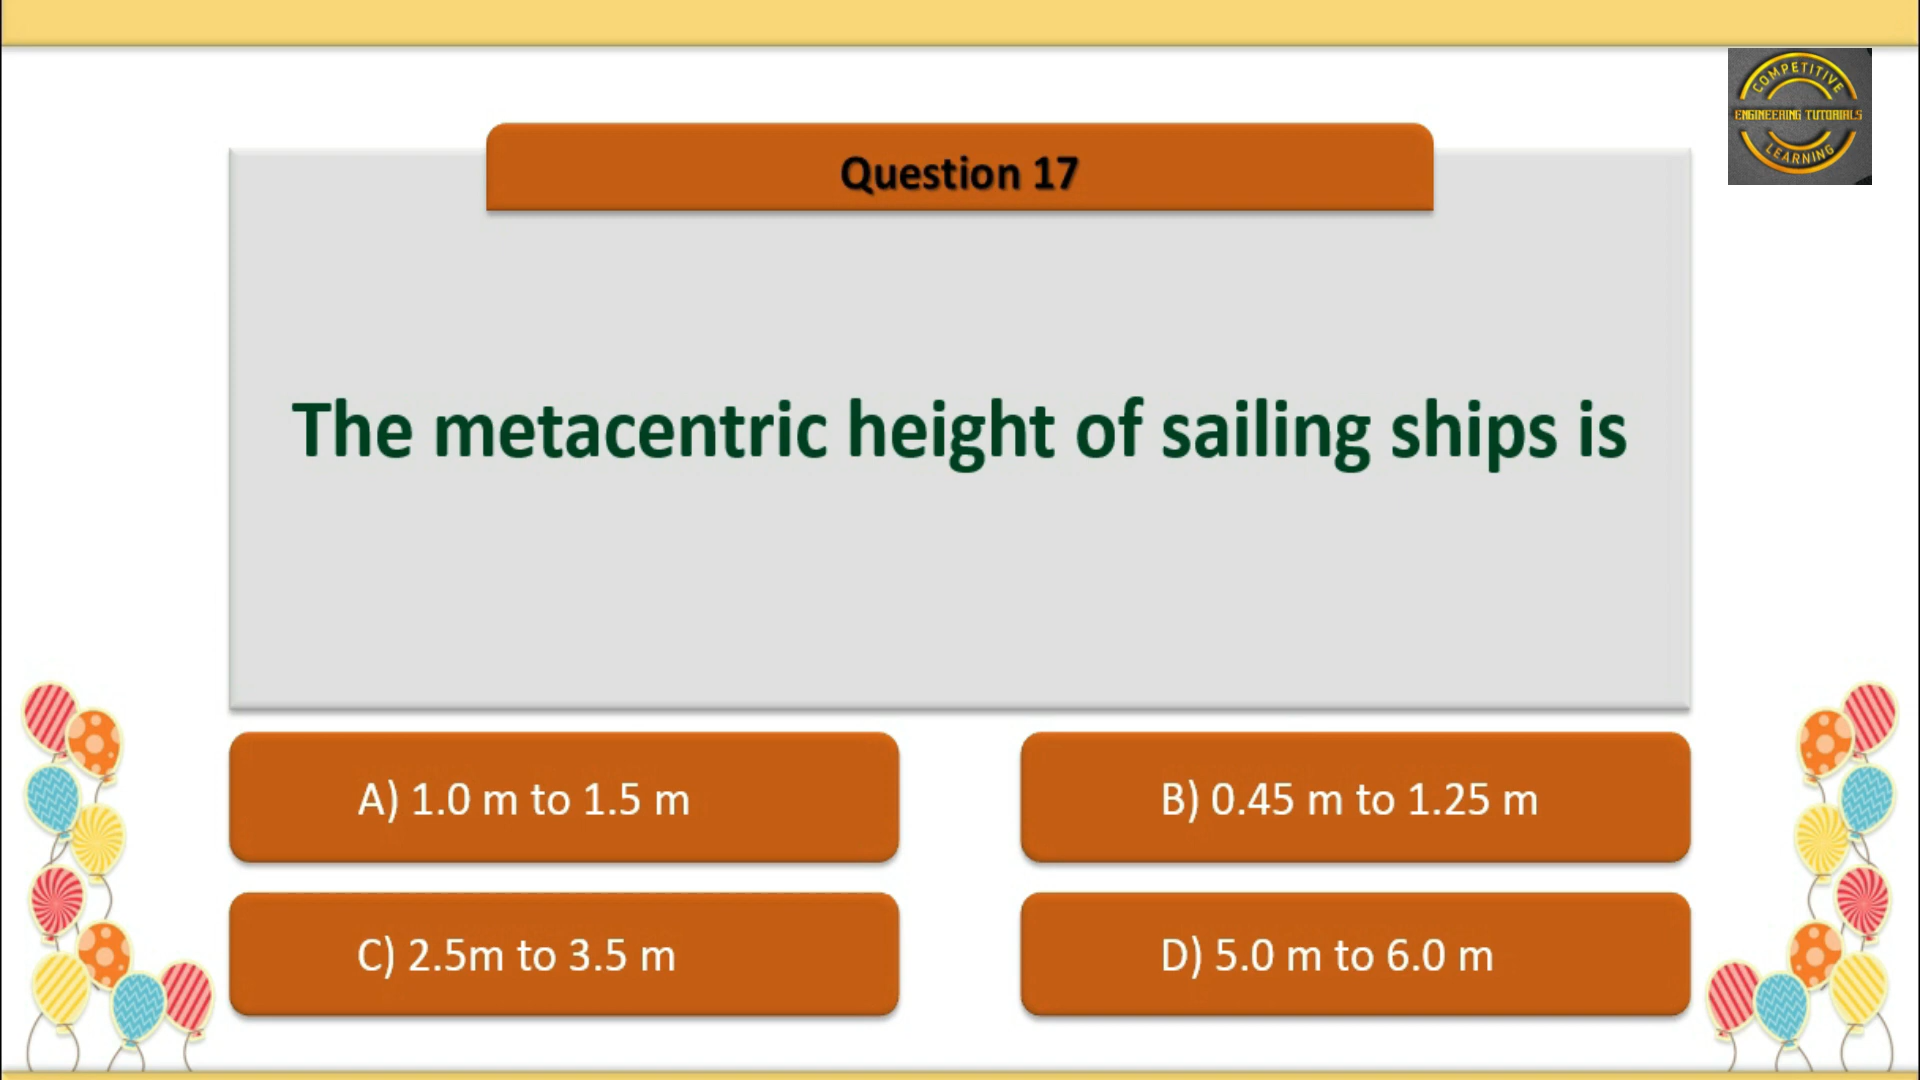 COMPETITIVE
ENGINEERING TUTORIALS
LEARNING
Question 17
The metacentric height of sailing ships is
A) 1.0 m to 1.5 m
B) 0.45 m to 1.25 m
C) 2.5m to 3.5 m
D) 5.0 m to 6.0 m